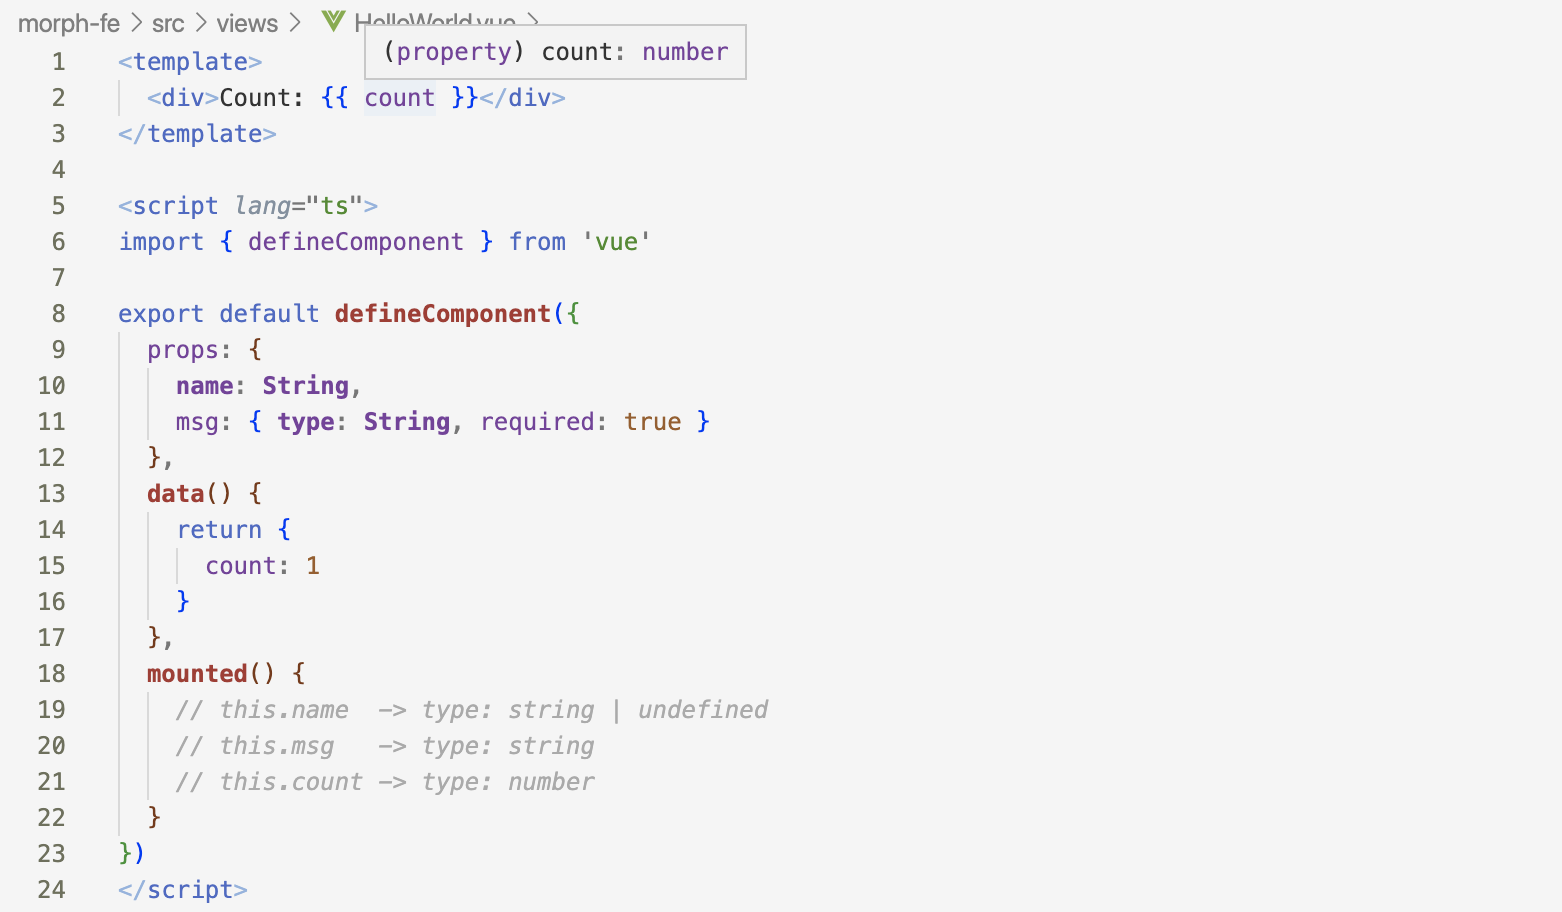 morph-fe > src > views > HelloWorld.vue >
(property) count: number
1 <template>
2   <div>Count: {{ count }}</div>
3 </template>
4
5 <script lang="ts">
6 import { defineComponent } from 'vue'
7
8 export default defineComponent({
9   props: {
10     name: String,
11     msg: { type: String, required: true }
12   },
13   data() {
14     return {
15       count: 1
16     }
17   },
18   mounted() {
19     // this.name  -> type: string | undefined
20     // this.msg   -> type: string
21     // this.count -> type: number
22   }
23 })
24 </script>